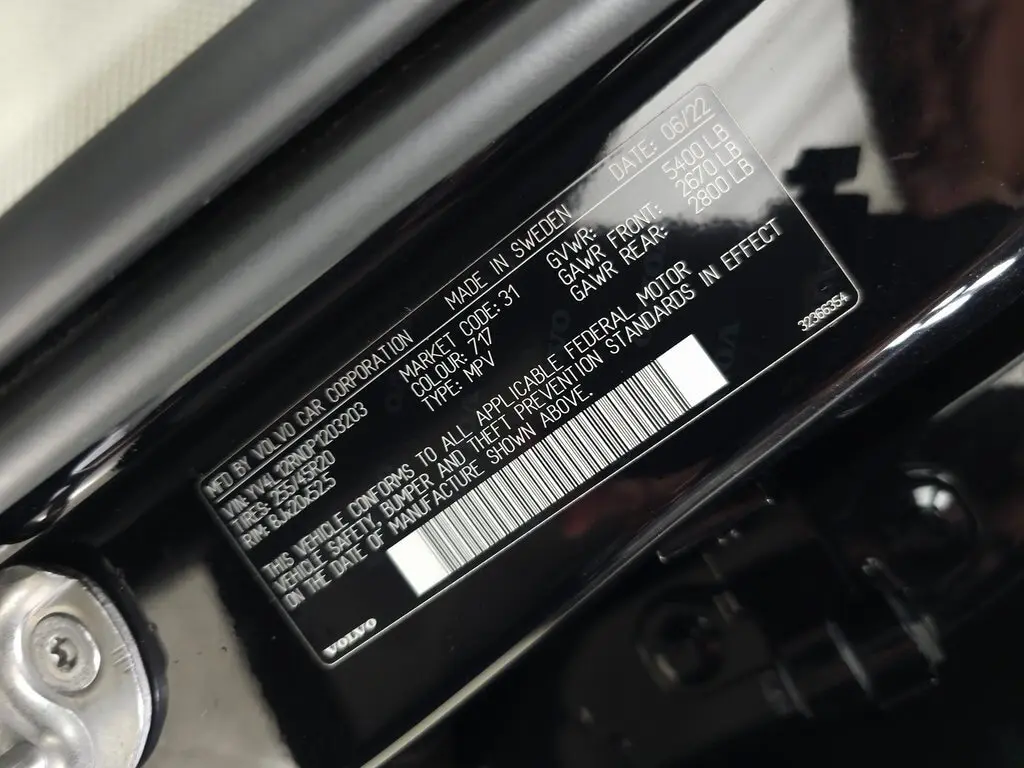 MFD BY VOLVO CAR CORPORATION MADE IN SWEDEN DATE: 06/22
VIN: YV4L12RN0P1203203 MARKET CODE: 31 GVWR: 5400 LB
TIRES: 255/45R20 COLOUR: 717 GAWR FRONT: 2670 LB
RIM: 8Jx20x52.5 TYPE: MPV GAWR REAR: 2800 LB
THIS VEHICLE CONFORMS TO ALL APPLICABLE FEDERAL MOTOR
VEHICLE SAFETY, BUMPER AND THEFT PREVENTION STANDARDS IN EFFECT
ON THE DATE OF MANUFACTURE SHOWN ABOVE.
VOLVO
32366354